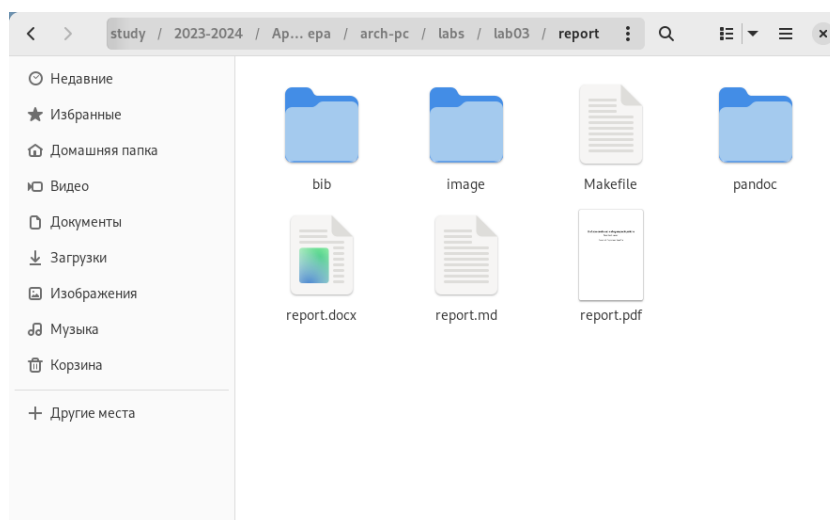 study / 2023-2024 / Ар... ера / arch-pc / labs / lab03 / report
Недавние
Избранные
Домашняя папка
Видео
Документы
Загрузки
Изображения
Музыка
Корзина
Другие места
bib image Makefile pandoc
report.docx report.md report.pdf